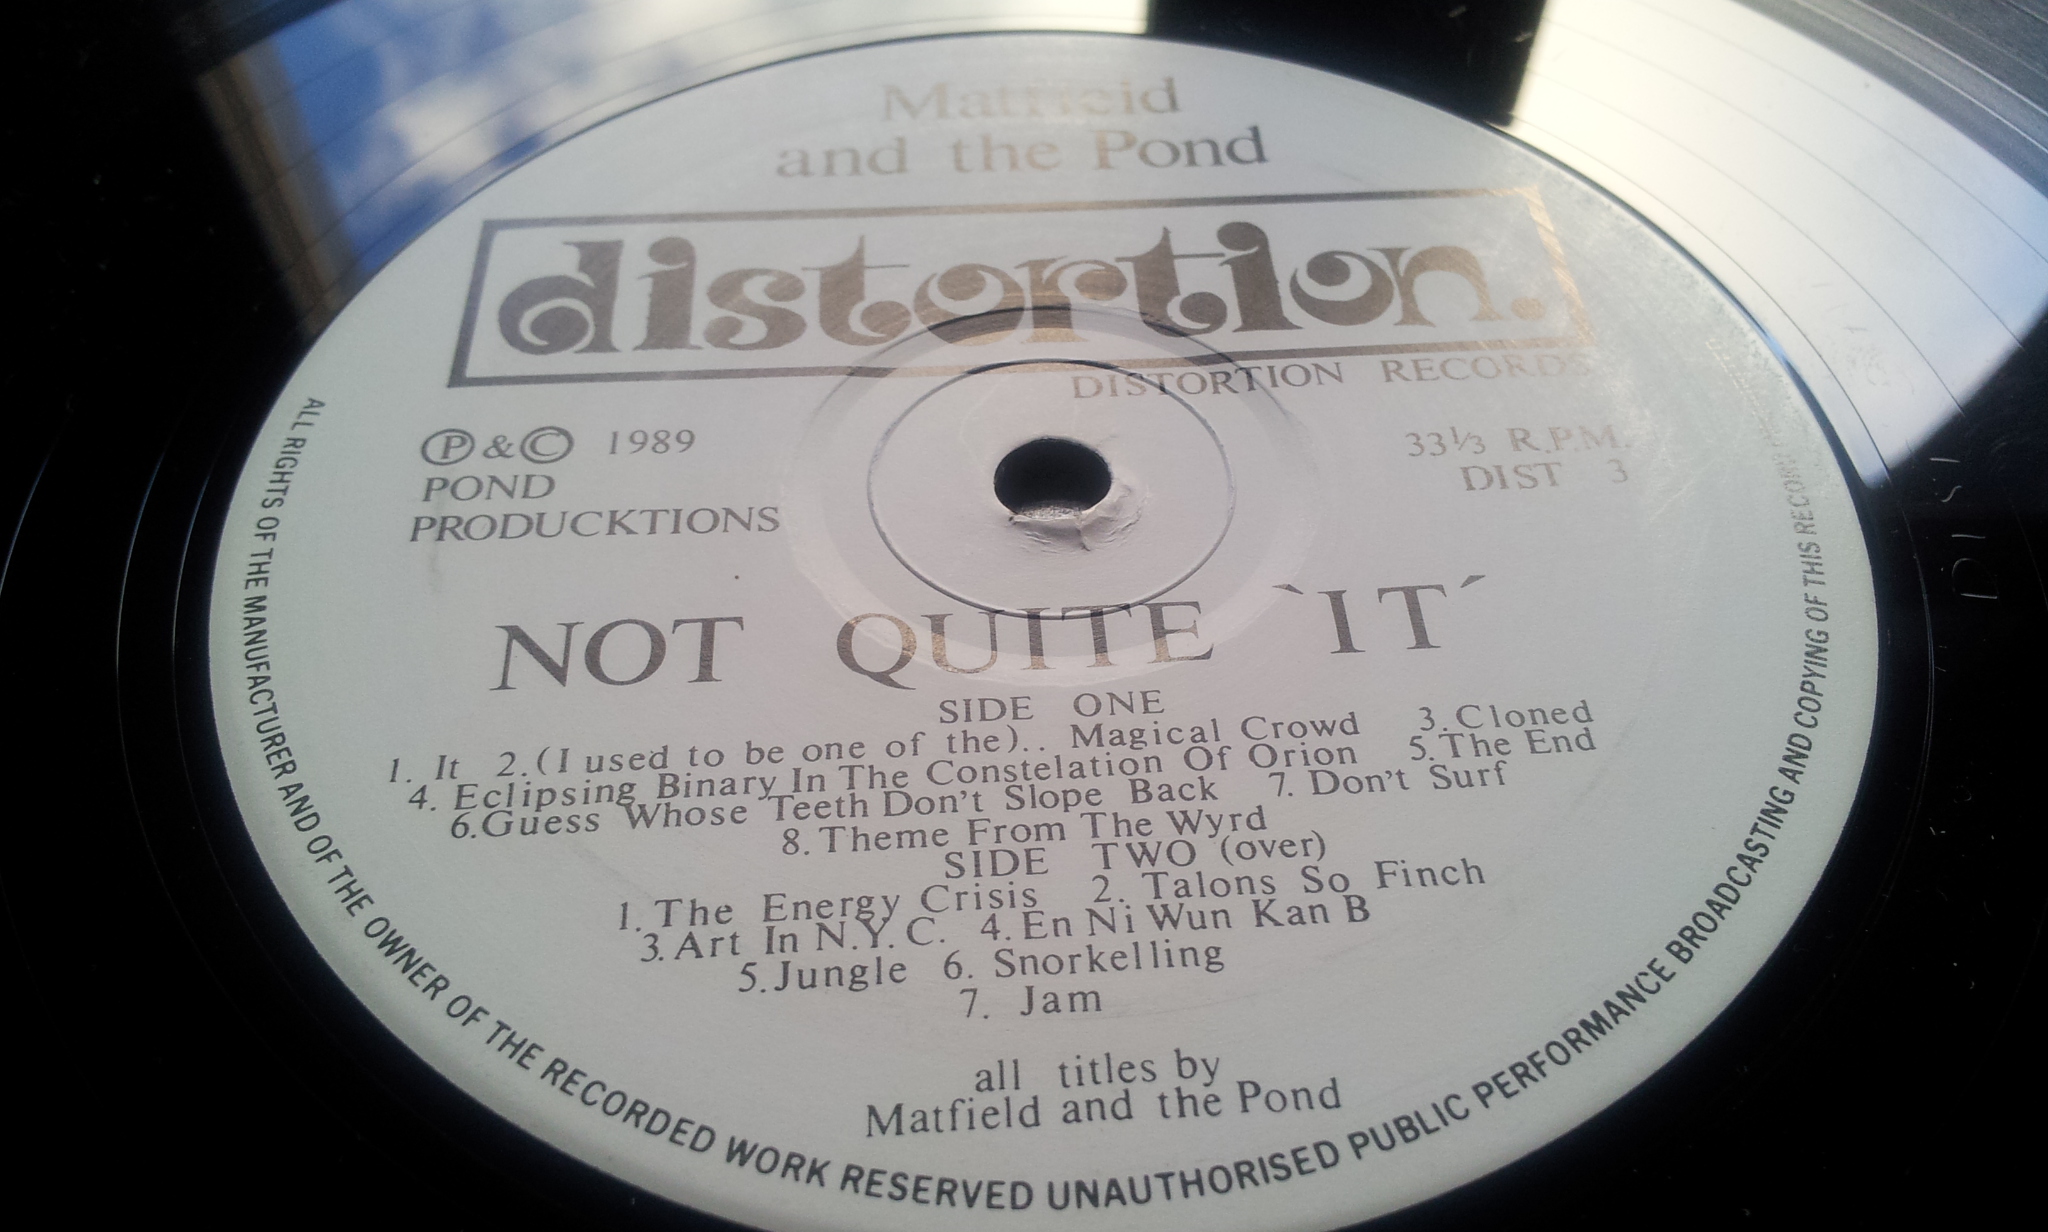 Matfield
and the Pond
distortion.
DISTORTION RECORDS
Ⓟ & © 1989
POND
PRODUCKTIONS
33⅓ R.P.M.
DIST 3
NOT QUITE `IT´
SIDE ONE
1. It 2. (I used to be one of the).. Magical Crowd 3. Cloned
4. Eclipsing Binary In The Constelation Of Orion 5. The End
6. Guess Whose Teeth Don't Slope Back 7. Don't Surf
8. Theme From The Wyrd
SIDE TWO (over)
1. The Energy Crisis 2. Talons So Finch
3. Art In N.Y.C. 4. En Ni Wun Kan B
5. Jungle 6. Snorkelling
7. Jam
all titles by
Matfield and the Pond
ALL RIGHTS OF THE MANUFACTURER AND OF THE OWNER OF THE RECORDED WORK RESERVED UNAUTHORISED PUBLIC PERFORMANCE BROADCASTING AND COPYING OF THIS RECORD